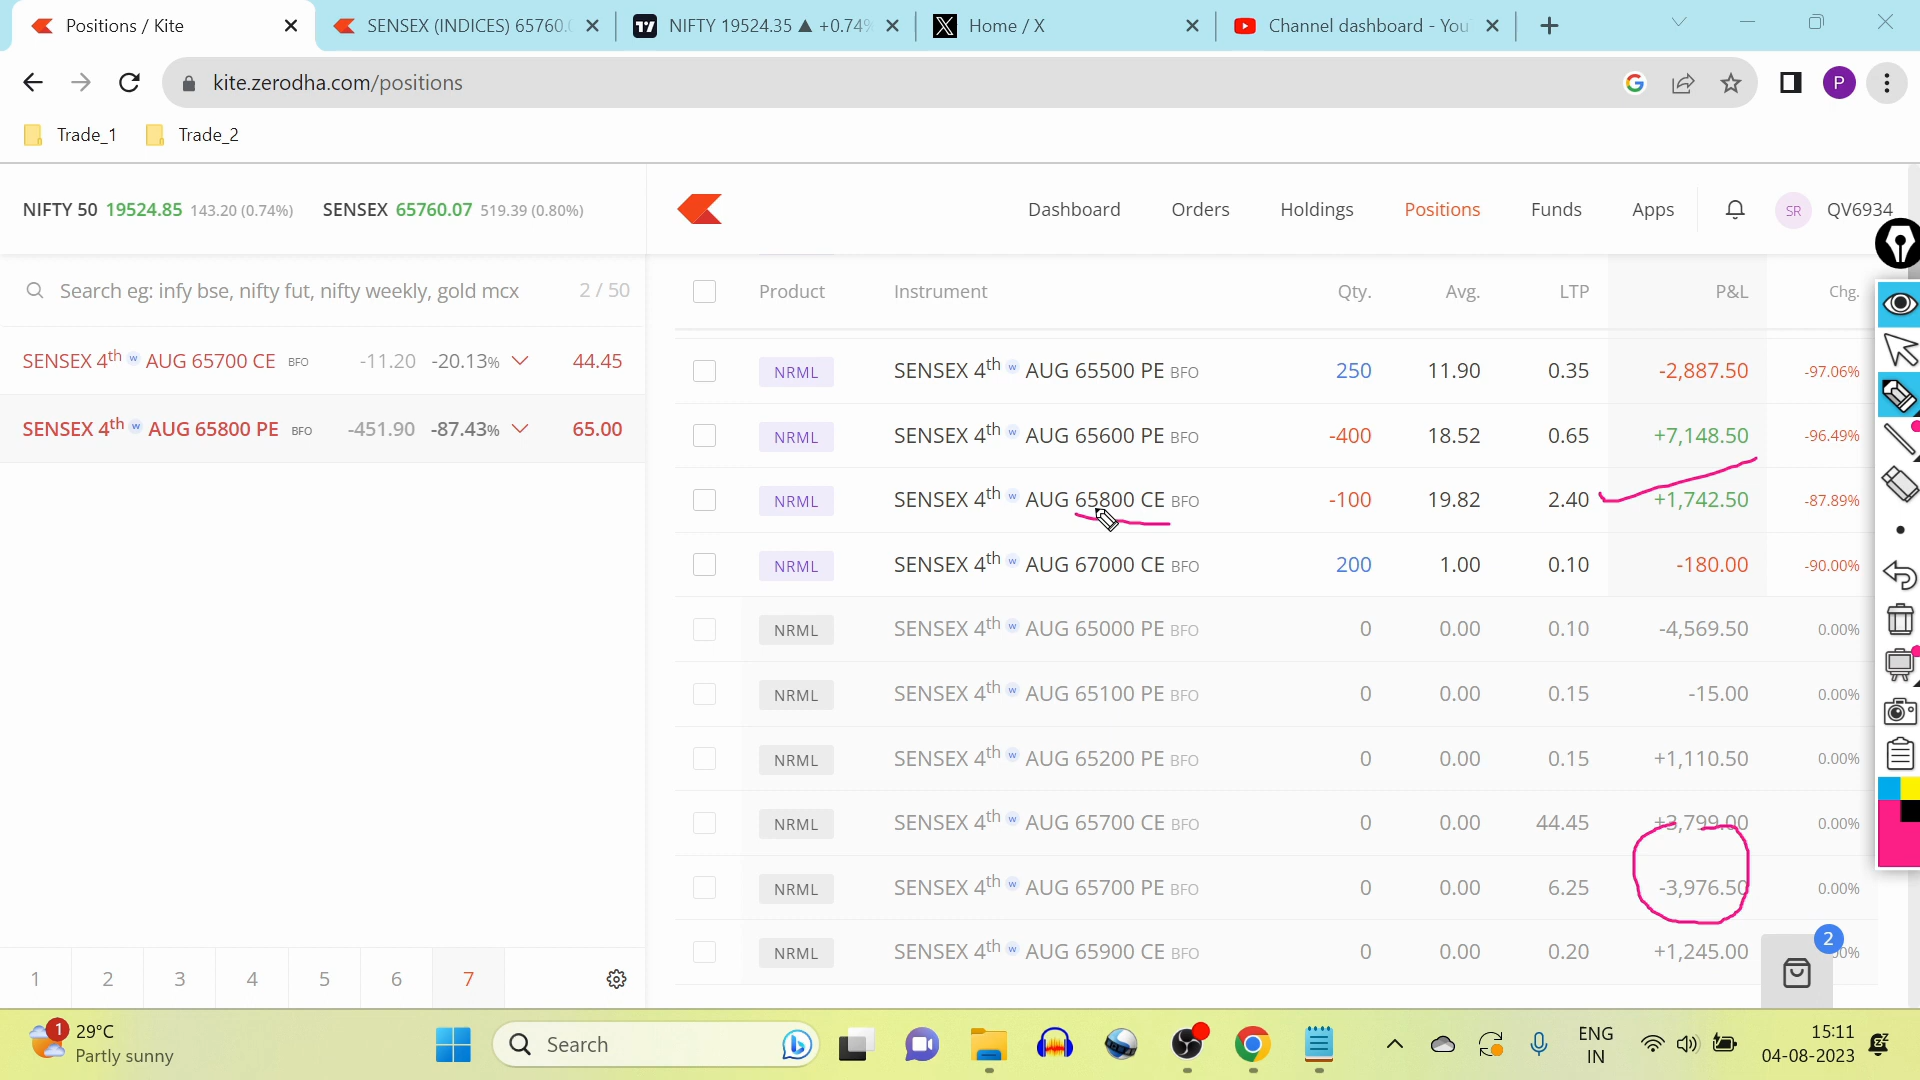 Positions / Kite
SENSEX (INDICES) 65760.
NIFTY 19524.35 ▲ +0.74%
Home / X
Channel dashboard - You
kite.zerodha.com/positions
P
Trade_1
Trade_2
NIFTY 50 19524.85 143.20 (0.74%) SENSEX 65760.07 519.39 (0.80%)
Dashboard Orders Holdings Positions Funds Apps SR QV6934
Search eg: infy bse, nifty fut, nifty weekly, gold mcx 2 / 50
SENSEX 4th w AUG 65700 CE BFO -11.20 -20.13% 44.45
SENSEX 4th w AUG 65800 PE BFO -451.90 -87.43% 65.00
Product Instrument Qty. Avg. LTP P&L Chg.
NRML SENSEX 4th w AUG 65500 PE BFO 250 11.90 0.35 -2,887.50 -97.06%
NRML SENSEX 4th w AUG 65600 PE BFO -400 18.52 0.65 +7,148.50 -96.49%
NRML SENSEX 4th w AUG 65800 CE BFO -100 19.82 2.40 +1,742.50 -87.89%
NRML SENSEX 4th w AUG 67000 CE BFO 200 1.00 0.10 -180.00 -90.00%
NRML SENSEX 4th w AUG 65000 PE BFO 0 0.00 0.10 -4,569.50 0.00%
NRML SENSEX 4th w AUG 65100 PE BFO 0 0.00 0.15 -15.00 0.00%
NRML SENSEX 4th w AUG 65200 PE BFO 0 0.00 0.15 +1,110.50 0.00%
NRML SENSEX 4th w AUG 65700 CE BFO 0 0.00 44.45 +3,799.00 0.00%
NRML SENSEX 4th w AUG 65700 PE BFO 0 0.00 6.25 -3,976.50 0.00%
NRML SENSEX 4th w AUG 65900 CE BFO 0 0.00 0.20 +1,245.00 0%
2
1 2 3 4 5 6 7
1
29°C
Partly sunny
Search
ENG
IN
15:11
04-08-2023